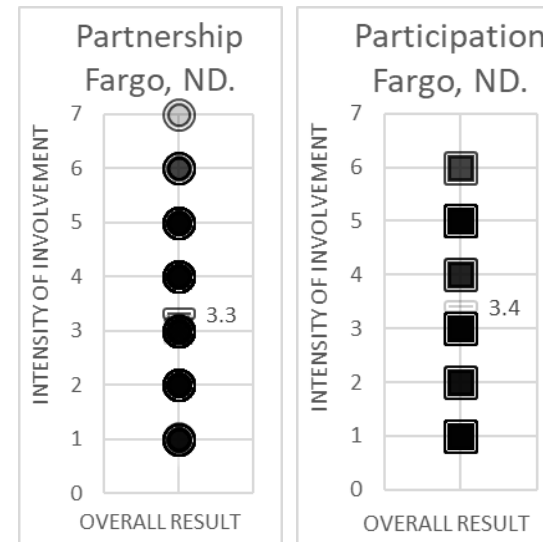 Partnership
Fargo, ND.
7
6
5
4
3
2
1
0
INTENSITY OF INVOLVEMENT
3.3
OVERALL RESULT
Participation
Fargo, ND.
7
6
5
4
3
2
1
0
INTENSITY OF INVOLVEMENT
3.4
OVERALL RESULT